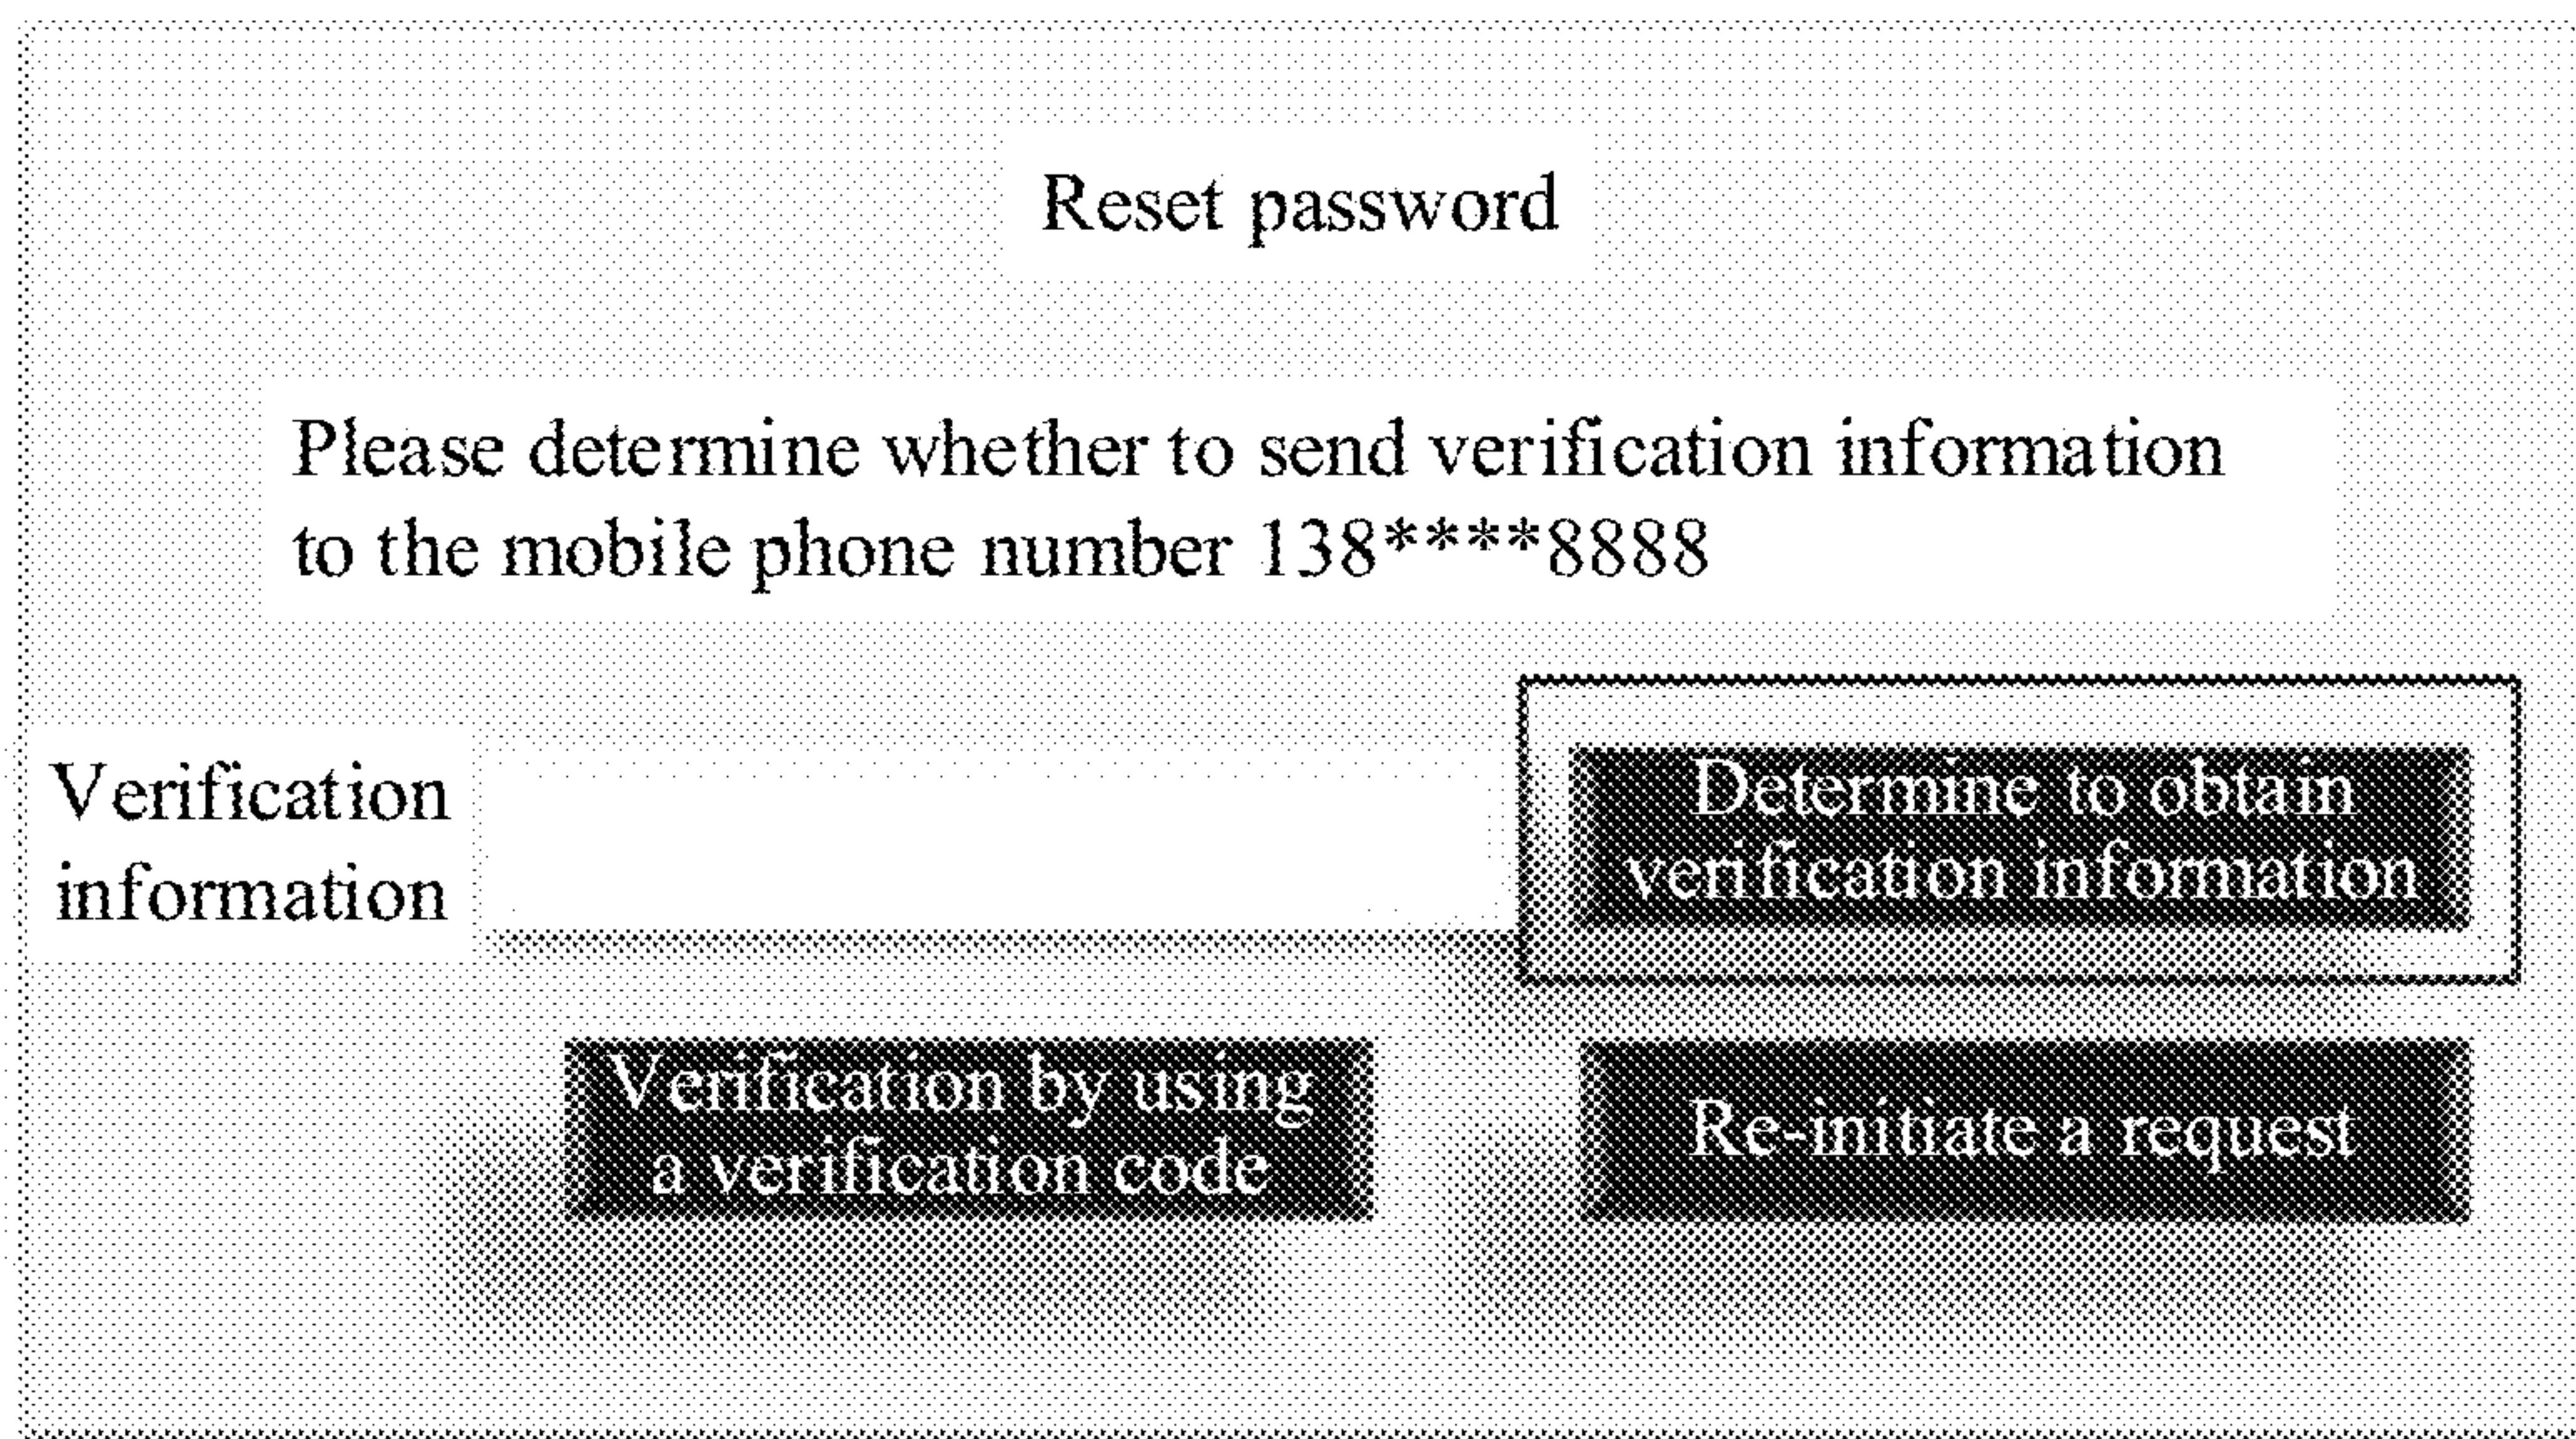 Reset password
Please determine whether to send verification information
to the mobile phone number 138****8888
Verification
information
Determine to obtain
verification information
Verification by using
a verification code
Re-initiate a request